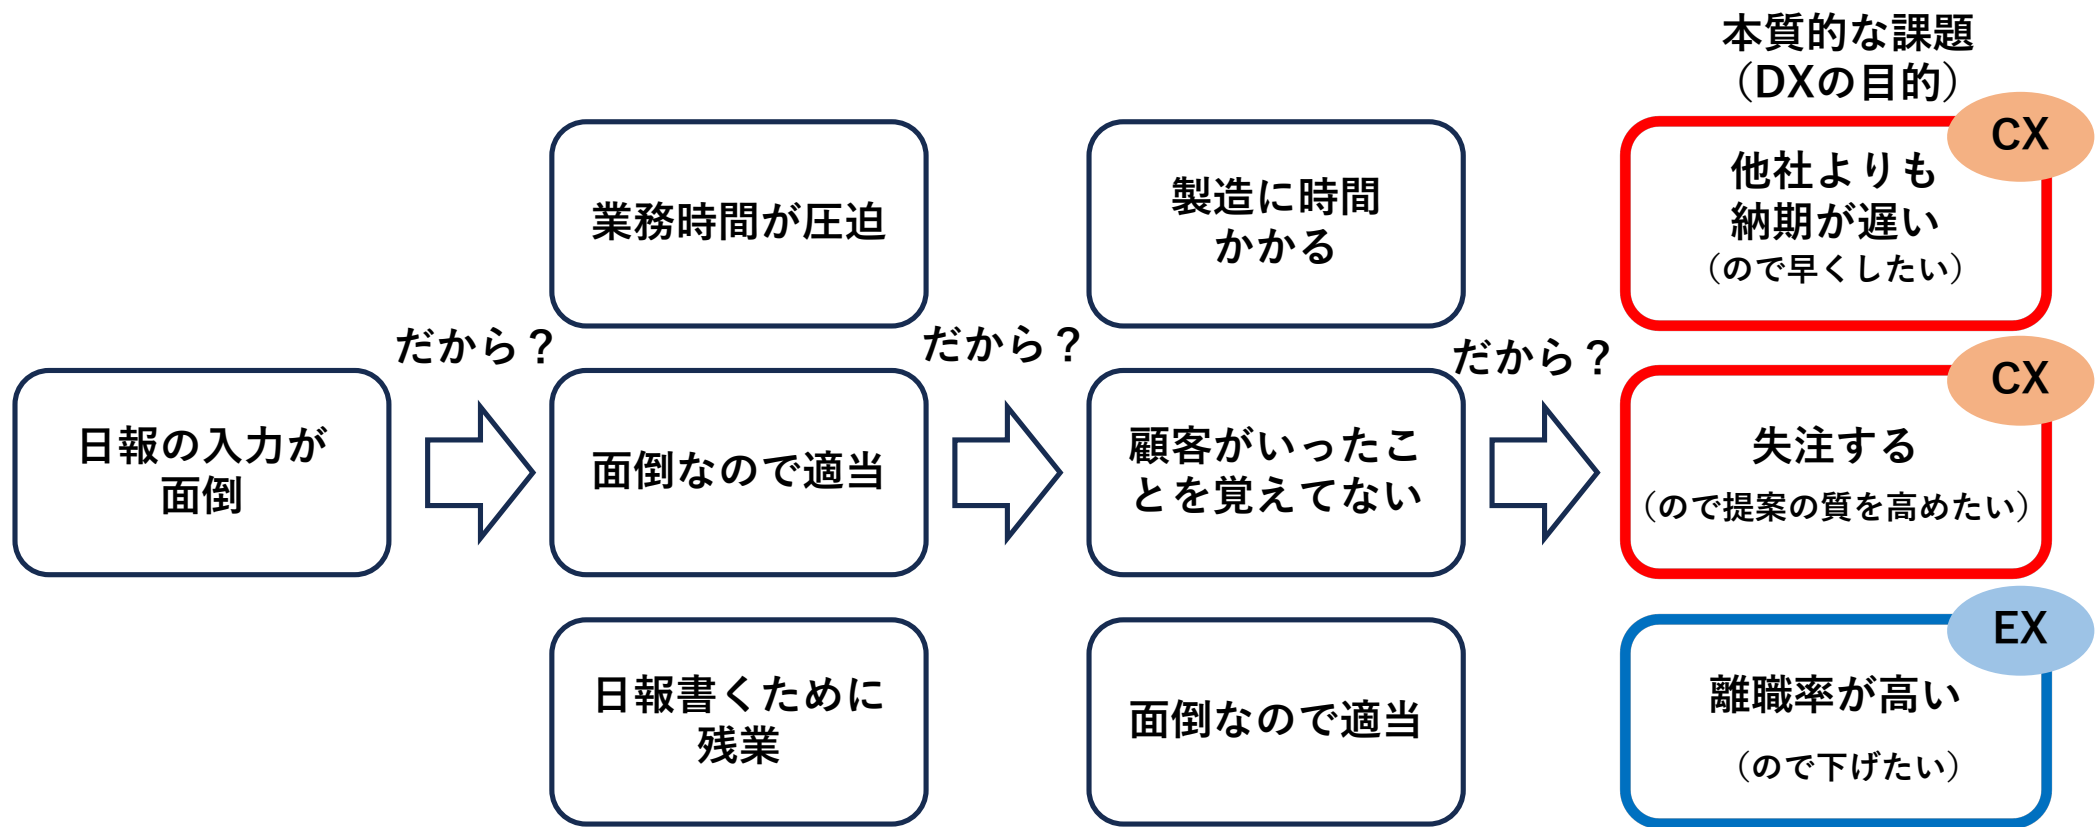 本質的な課題
（DXの目的）
CX
他社よりも
納期が遅い
（ので早くしたい）
業務時間が圧迫
製造に時間
かかる
だから？
だから？
だから？
CX
日報の入力が
面倒
面倒なので適当
顧客がいったこ
とを覚えてない
失注する
（ので提案の質を高めたい）
EX
日報書くために
残業
面倒なので適当
離職率が高い
（ので下げたい）